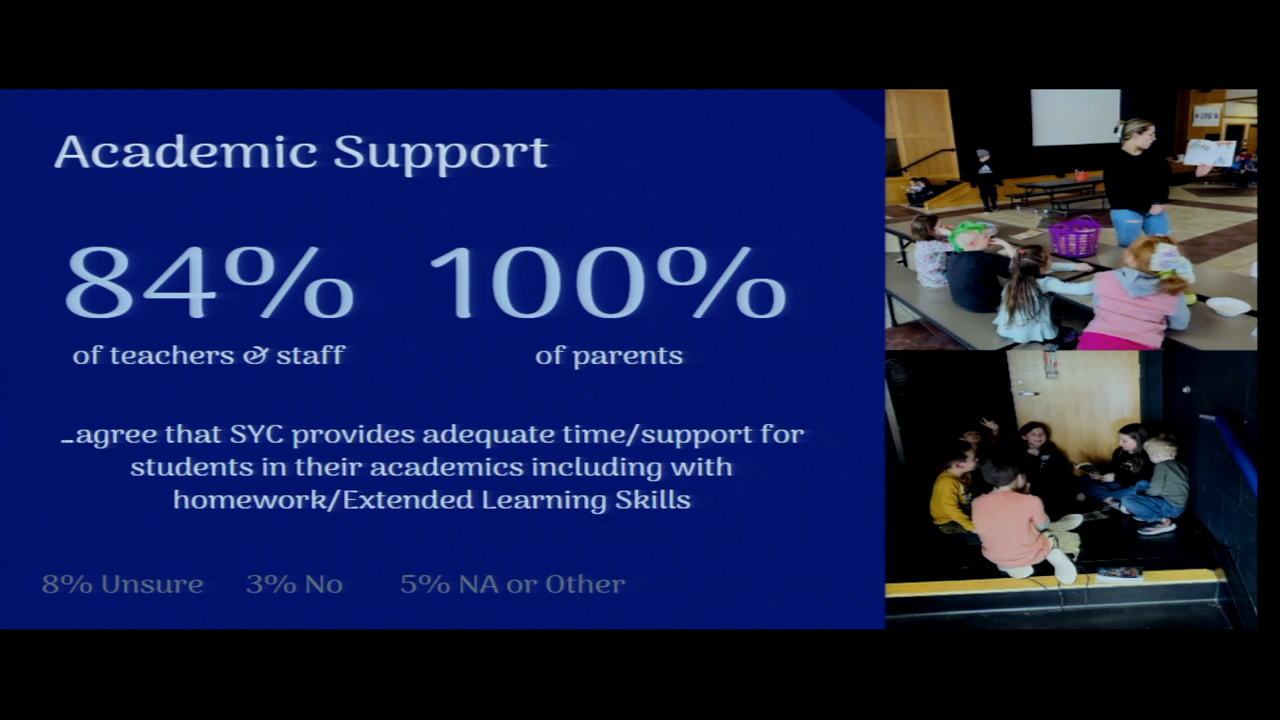 Academic Support
84% 100%
of teachers & staff of parents
...agree that SYC provides adequate time/support for
students in their academics including with
homework/Extended Learning Skills
8% Unsure 3% No 5% NA or Other